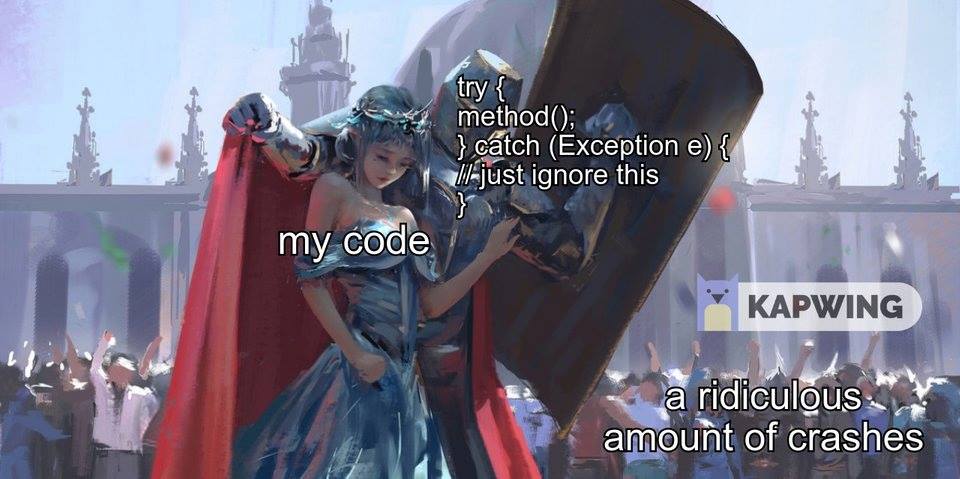 try {
method();
} catch (Exception e) {
// just ignore this
}
my code
KAPWING
a ridiculous
amount of crashes